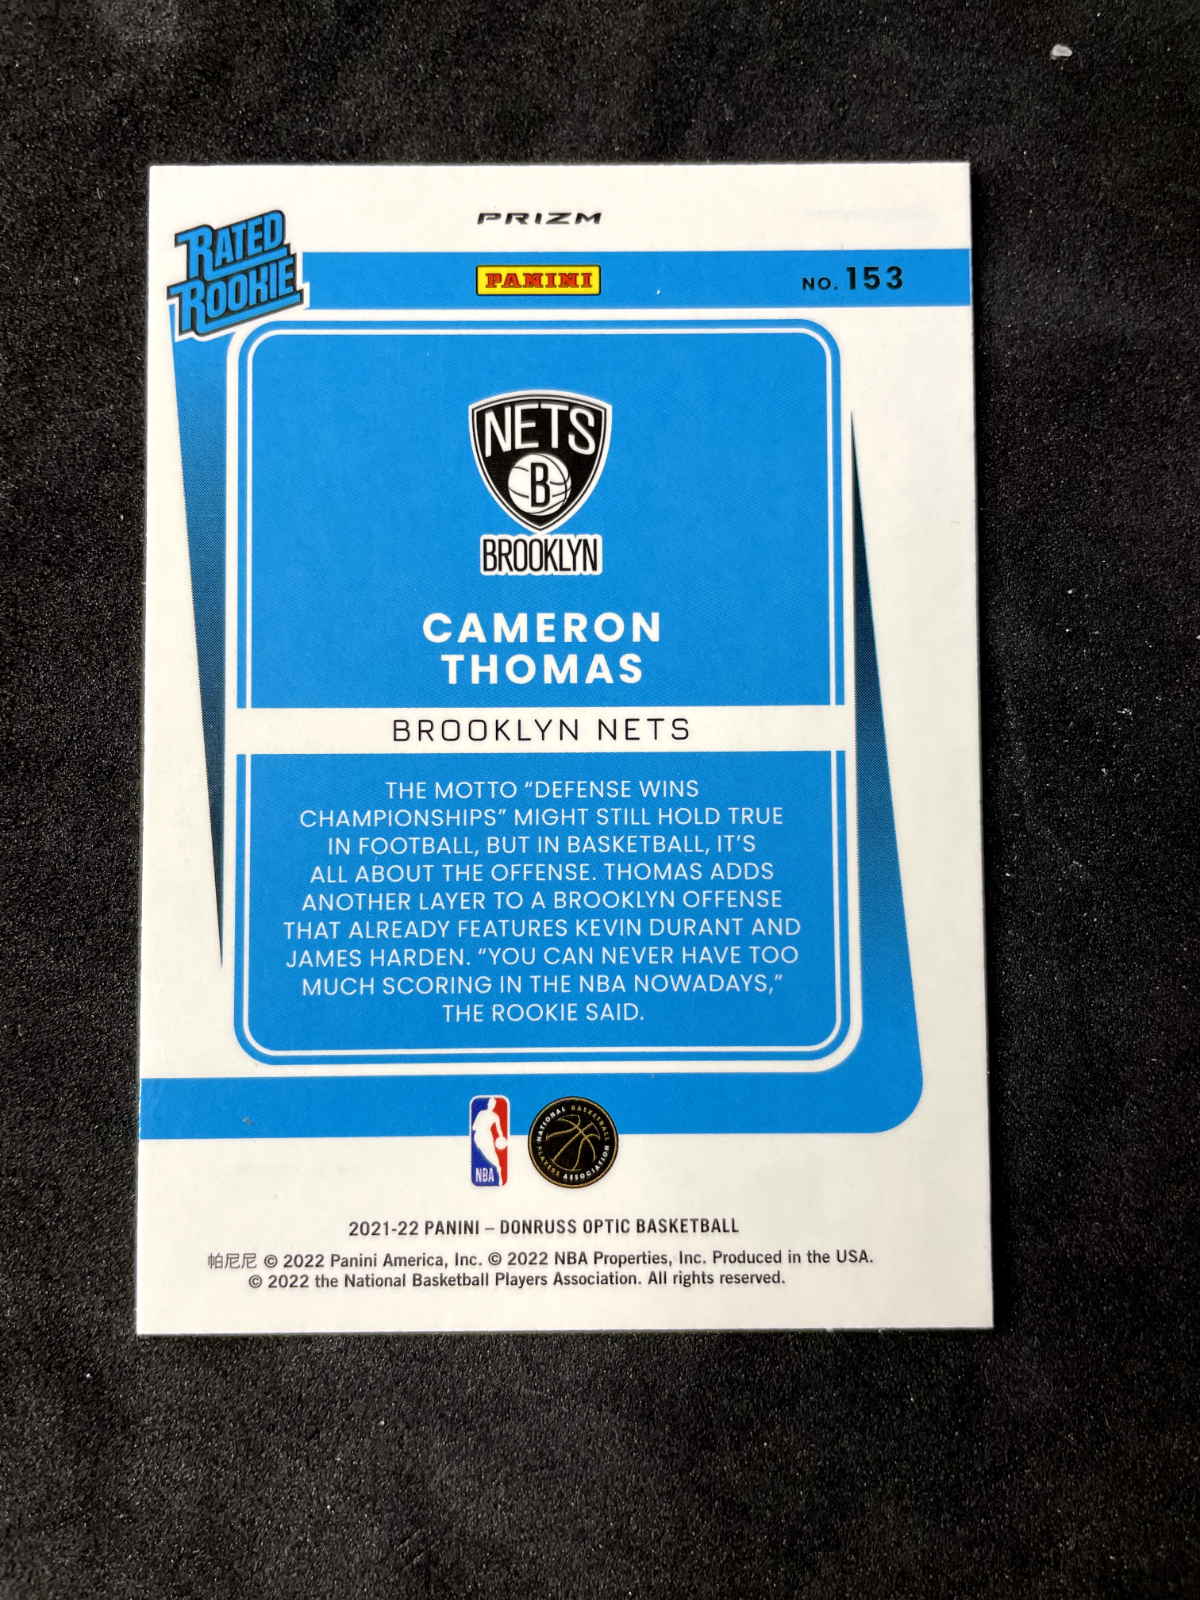 PRIZM
RATED
ROOKIE
PANINI
NO. 153
NETS
B
BROOKLYN
CAMERON
THOMAS
BROOKLYN NETS
THE MOTTO “DEFENSE WINS
CHAMPIONSHIPS” MIGHT STILL HOLD TRUE
IN FOOTBALL, BUT IN BASKETBALL, IT’S
ALL ABOUT THE OFFENSE. THOMAS ADDS
ANOTHER LAYER TO A BROOKLYN OFFENSE
THAT ALREADY FEATURES KEVIN DURANT AND
JAMES HARDEN. “YOU CAN NEVER HAVE TOO
MUCH SCORING IN THE NBA NOWADAYS,”
THE ROOKIE SAID.
NBA
NATIONAL BASKETBALL
PLAYERS ASSOCIATION
2021-22 PANINI – DONRUSS OPTIC BASKETBALL
帕尼尼 © 2022 Panini America, Inc. © 2022 NBA Properties, Inc. Produced in the USA.
© 2022 the National Basketball Players Association. All rights reserved.